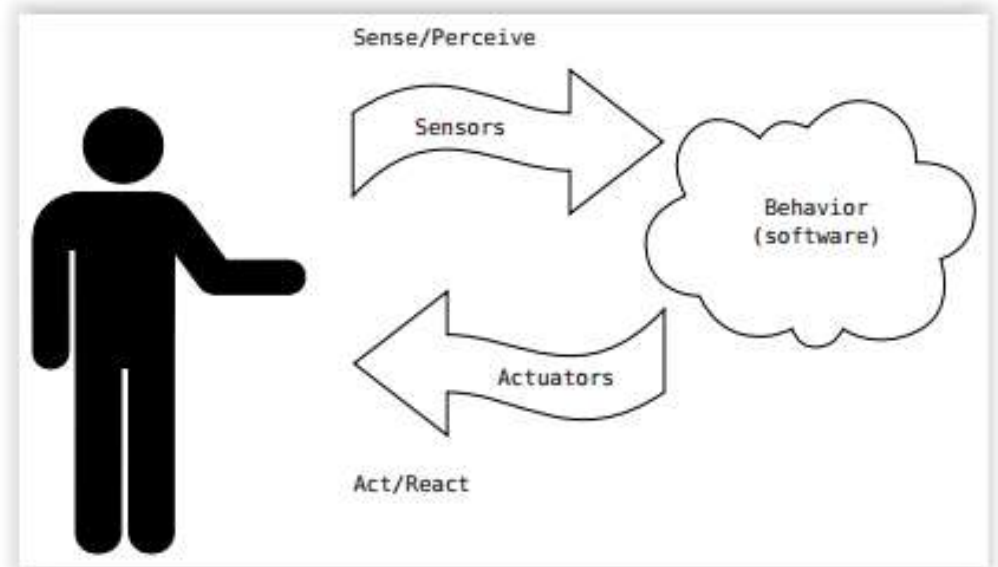 Sense/Perceive
Sensors
Behavior
(software)
Actuators
Act/React